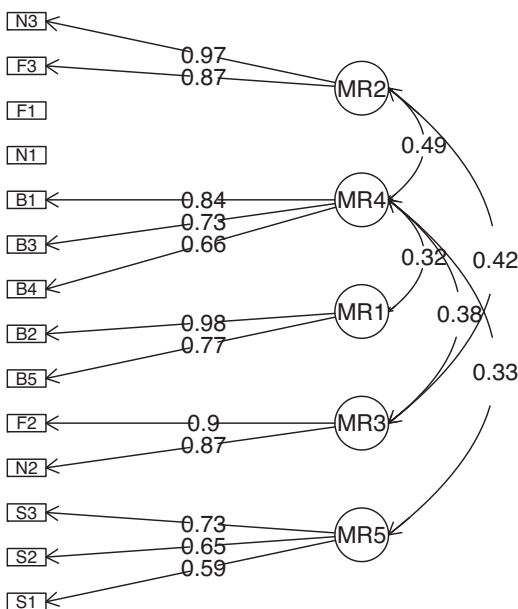 N3
F3
F1
N1
B1
B3
B4
B2
B5
F2
N2
S3
S2
S1
0.97
0.87
0.84
0.73
0.66
0.98
0.77
0.9
0.87
0.73
0.65
0.59
MR2
MR4
MR1
MR3
MR5
0.49
0.32
0.38
0.42
0.33